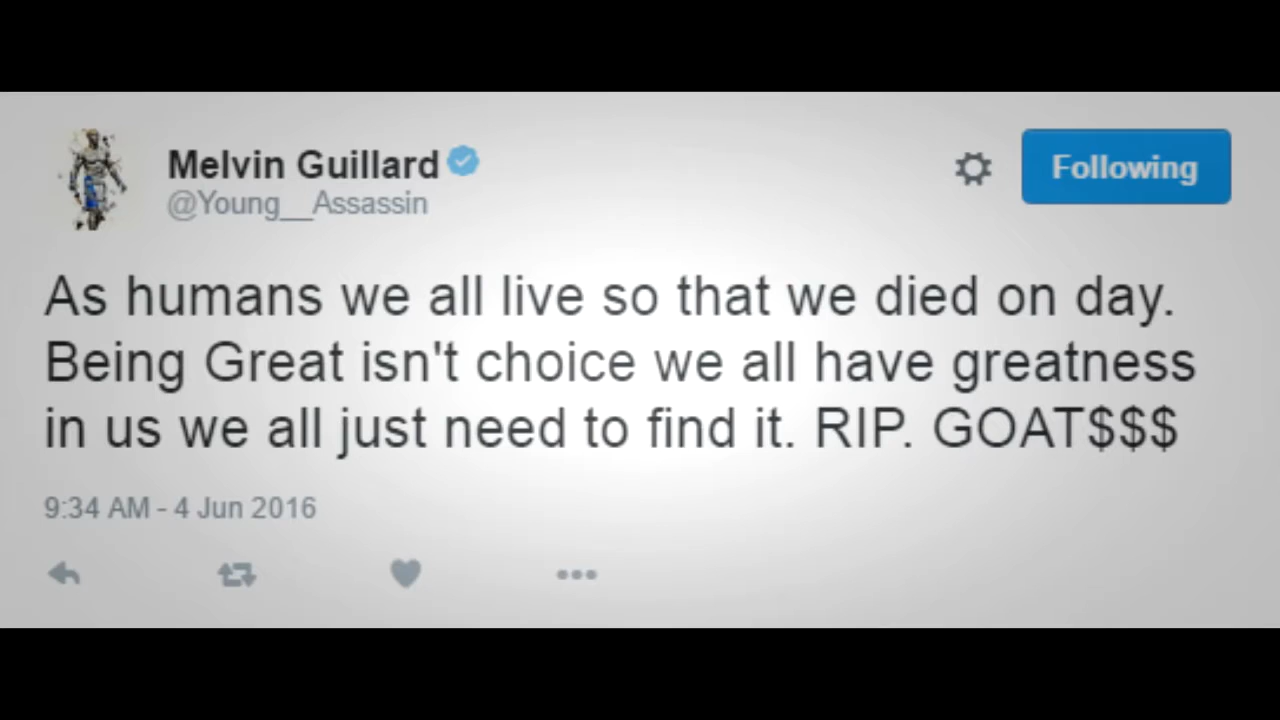 Melvin Guillard
@Young__Assassin
Following
As humans we all live so that we died on day.
Being Great isn't choice we all have greatness
in us we all just need to find it. RIP. GOAT$$$
9:34 AM - 4 Jun 2016